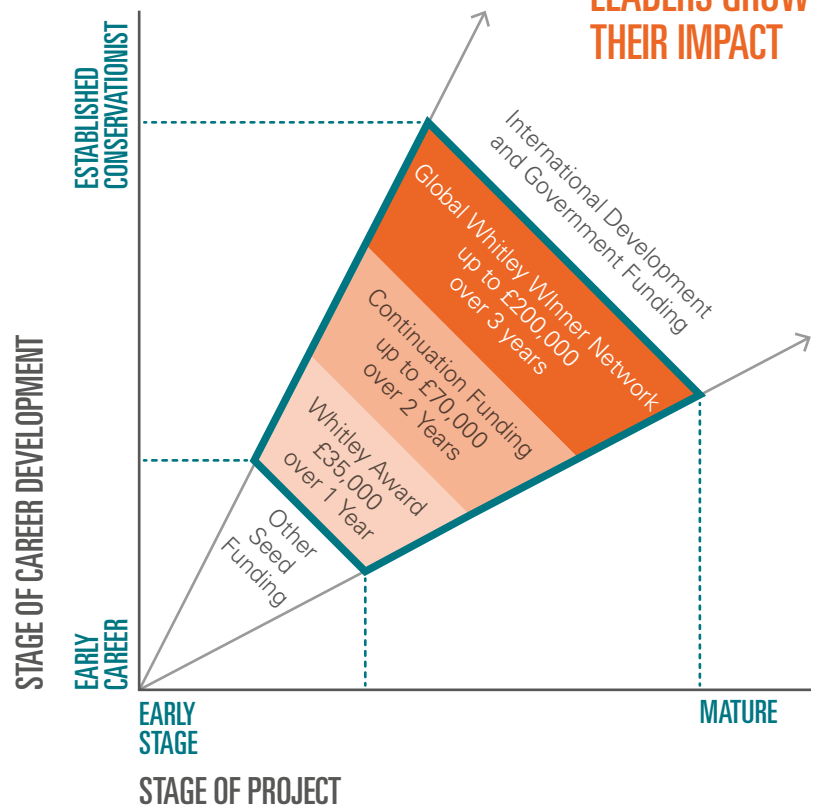 LEADERS GROW
THEIR IMPACT
ESTABLISHED
CONSERVATIONIST
International Development
and Government Funding
Global Whitley WInner Network
up to £200,000
over 3 years
Continuation Funding
up to £70,000
over 2 Years
Whitley Award
£35,000
over 1 Year
Other
Seed
Funding
STAGE OF CAREER DEVELOPMENT
EARLY
CAREER
EARLY
STAGE
MATURE
STAGE OF PROJECT